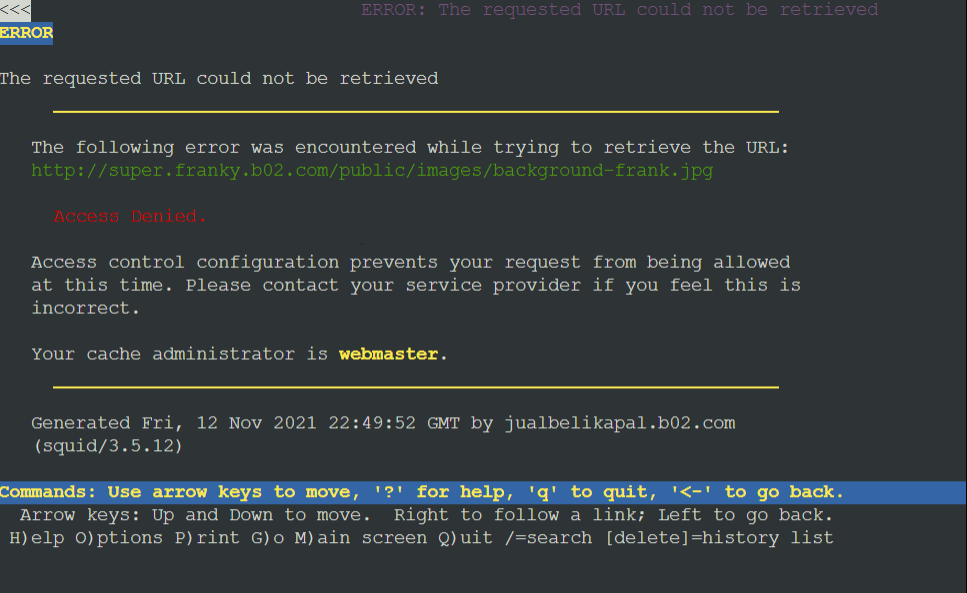 <<< ERROR: The requested URL could not be retrieved
ERROR
The requested URL could not be retrieved
The following error was encountered while trying to retrieve the URL:
http://super.franky.b02.com/public/images/background-frank.jpg
Access Denied.
Access control configuration prevents your request from being allowed
at this time. Please contact your service provider if you feel this is
incorrect.
Your cache administrator is webmaster.
Generated Fri, 12 Nov 2021 22:49:52 GMT by jualbelikapal.b02.com
(squid/3.5.12)
Commands: Use arrow keys to move, '?' for help, 'q' to quit, '<-' to go back.
Arrow keys: Up and Down to move.  Right to follow a link; Left to go back.
H)elp O)ptions P)rint G)o M)ain screen Q)uit /=search [delete]=history list